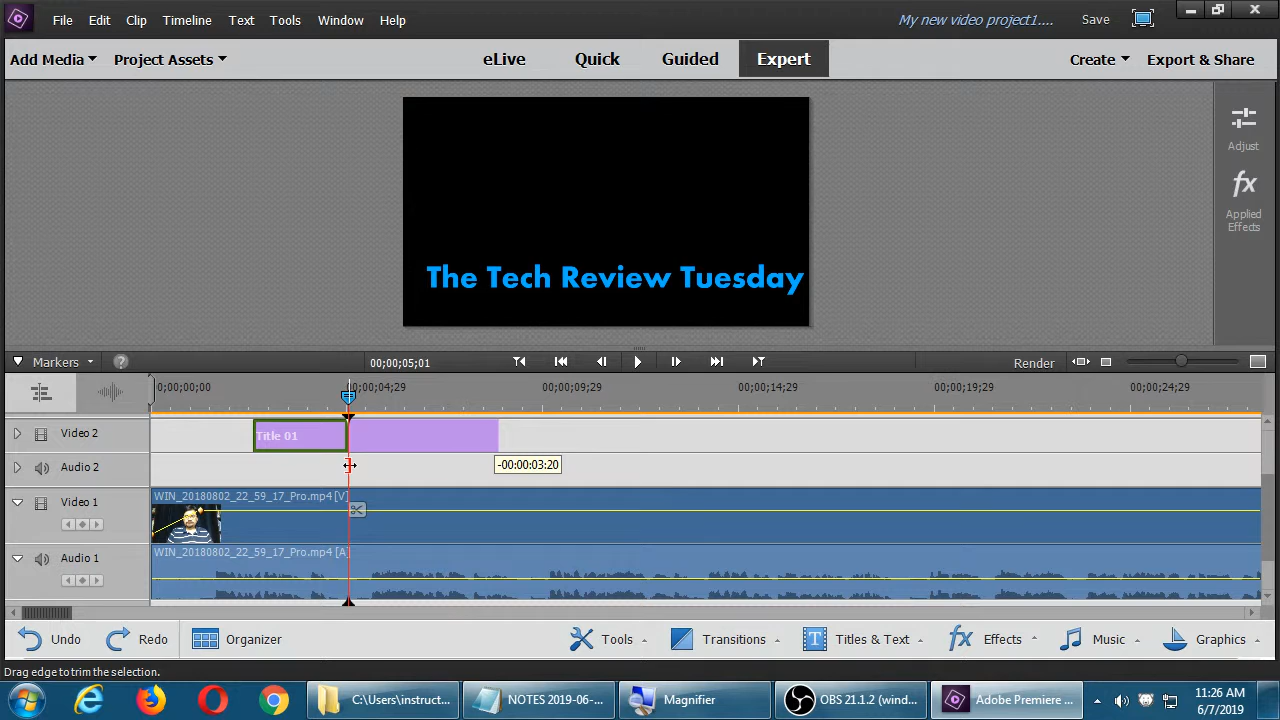 File Edit Clip Timeline Text Tools Window Help My new video project1.... Save
Add Media Project Assets eLive Quick Guided Expert Create Export & Share
Adjust
fx
Applied
Effects
The Tech Review Tuesday
Markers ? 00;00;05;01 Render
;00;00;00 00;00;04;29 00;00;09;29 00;00;14;29 00;00;19;29 00;00;24;29
Video 2 Title 01
Audio 2 -00:00:03:20
WIN_20180802_22_59_17_Pro.mp4 [V]
Video 1
WIN_20180802_22_59_17_Pro.mp4 [A]
Audio 1
Undo Redo Organizer Tools T Transitions Titles & Text fx Effects Music Graphics
Drag edge to trim the selection.
C:\Users\instruct... NOTES 2019-06-... Magnifier OBS 21.1.2 (wind... Adobe Premiere ... 11:26 AM
6/7/2019